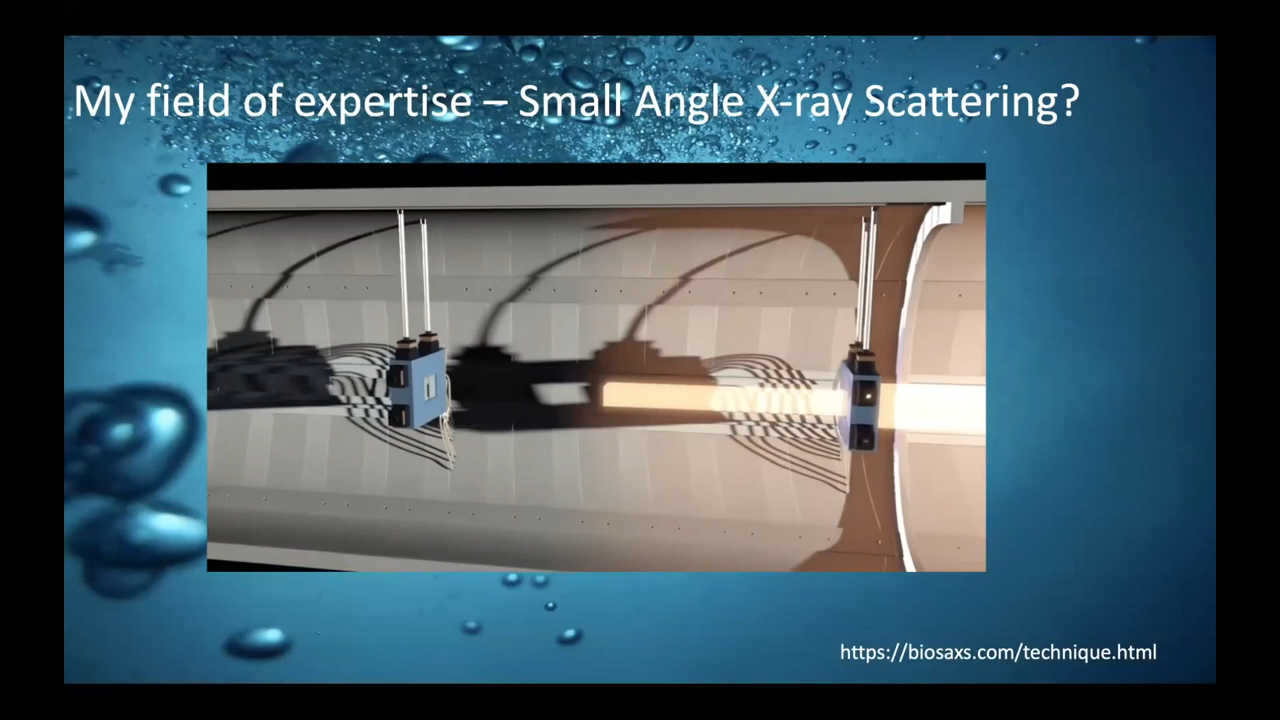 My field of expertise – Small Angle X-ray Scattering?
https://biosaxs.com/technique.html